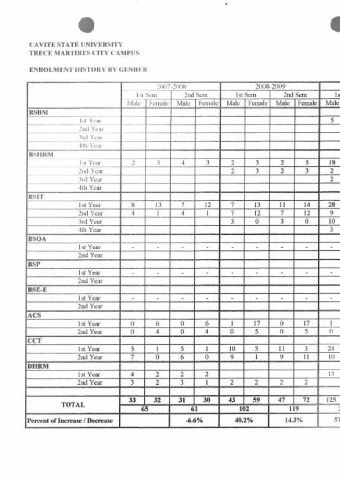 CAVITE STATE UNIVERSITY
TRECE MARTIRES CITY CAMPUS
ENROLMENT HISTORY BY GENDER
2007-2008 2008-2009
1st Sem 2nd Sem 1st Sem 2nd Sem
Male Female Male Female Male Female Male Female Male
BSBM
1st Year 5
2nd Year
3rd Year
4th Year
BSHRM
1st Year 2 3 4 3 2 3 2 5 18
2nd Year 2 3 2 3 2
3rd Year 2
4th Year
BSIT
1st Year 8 13 7 12 7 13 11 14 28
2nd Year 4 1 4 1 7 12 7 12 9
3rd Year 3 0 3 0 10
4th Year 3
BSOA
1st Year - - - - - - - - -
2nd Year
BSP
1st Year - - - - - - - - -
2nd Year
BSE-E
1st Year - - - - - - - - -
2nd Year
ACS
1st Year 0 6 0 6 1 17 0 17 1
2nd Year 0 4 0 4 0 5 0 5 0
CCT
1st Year 5 1 5 1 10 3 11 3 24
2nd Year 7 0 6 0 9 1 9 11 10
DHRM
1st Year 4 2 2 2 13
2nd Year 3 2 3 1 2 2 2 2
33 32 31 30 43 59 47 72 125
TOTAL 65 61 102 119
Percent of Increase / Decrease -6.6% 40.2% 14.3%